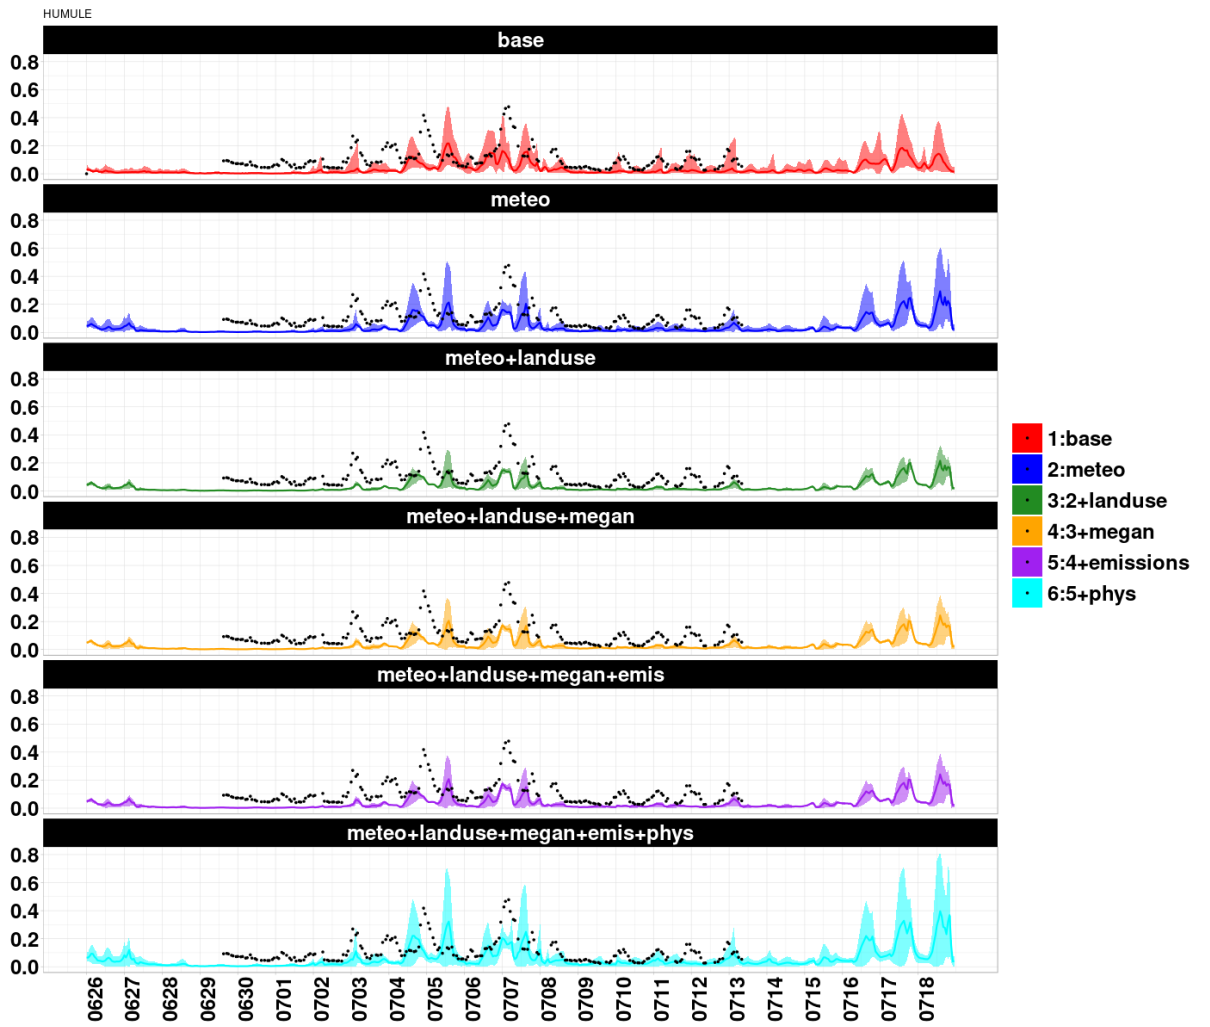 HUMULE
base
0.8
0.6
0.4
0.2
0.0
meteo
0.8
0.6
0.4
0.2
0.0
meteo+landuse
0.8
0.6
0.4
0.2
0.0
meteo+landuse+megan
0.8
0.6
0.4
0.2
0.0
meteo+landuse+megan+emis
0.8
0.6
0.4
0.2
0.0
meteo+landuse+megan+emis+phys
0.8
0.6
0.4
0.2
0.0
0626 0627 0628 0629 0630 0701 0702 0703 0704 0705 0706 0707 0708 0709 0710 0711 0712 0713 0714 0715 0716 0717 0718
1:base
2:meteo
3:2+landuse
4:3+megan
5:4+emissions
6:5+phys